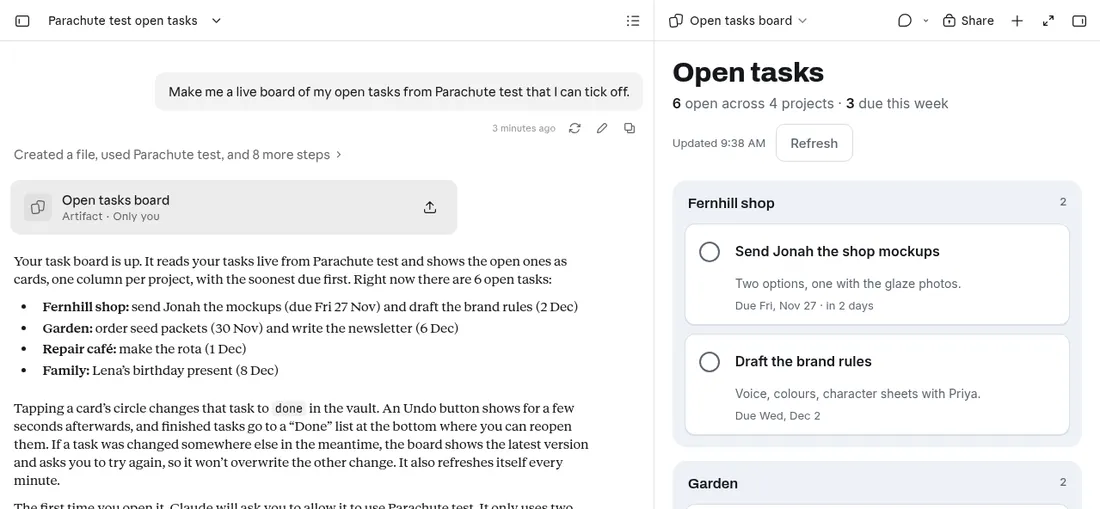 Parachute test open tasks
Make me a live board of my open tasks from Parachute test that I can tick off.
3 minutes ago
Created a file, used Parachute test, and 8 more steps
Open tasks board
Artifact · Only you
Your task board is up. It reads your tasks live from Parachute test and shows the open ones as
cards, one column per project, with the soonest due first. Right now there are 6 open tasks:
• Fernhill shop: send Jonah the mockups (due Fri 27 Nov) and draft the brand rules (2 Dec)
• Garden: order seed packets (30 Nov) and write the newsletter (6 Dec)
• Repair café: make the rota (1 Dec)
• Family: Lena's birthday present (8 Dec)
Tapping a card's circle changes that task to done in the vault. An Undo button shows for a few
seconds afterwards, and finished tasks go to a "Done" list at the bottom where you can reopen
them. If a task was changed somewhere else in the meantime, the board shows the latest version
and asks you to try again, so it won't overwrite the other change. It also refreshes itself every
minute.
The first time you open it, Claude will ask you to allow it to use Parachute test. It only uses two
Open tasks board
Share
Open tasks
6 open across 4 projects · 3 due this week
Updated 9:38 AM
Refresh
Fernhill shop
2
Send Jonah the shop mockups
Two options, one with the glaze photos.
Due Fri, Nov 27 · in 2 days
Draft the brand rules
Voice, colours, character sheets with Priya.
Due Wed, Dec 2
Garden
2